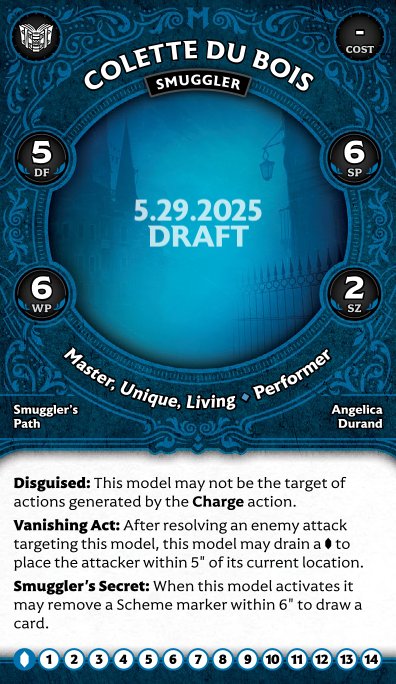 -
COST
COLETTE DU BOIS
SMUGGLER
5
DF
6
SP
5.29.2025
DRAFT
6
WP
2
SZ
Master, Unique, Living ◆ Performer
Smuggler's
Path
Angelica
Durand
Disguised: This model may not be the target of
actions generated by the Charge action.
Vanishing Act: After resolving an enemy attack
targeting this model, this model may drain a to
place the attacker within 5" of its current location.
Smuggler's Secret: When this model activates it
may remove a Scheme marker within 6" to draw a
card.
1 2 3 4 5 6 7 8 9 10 11 12 13 14